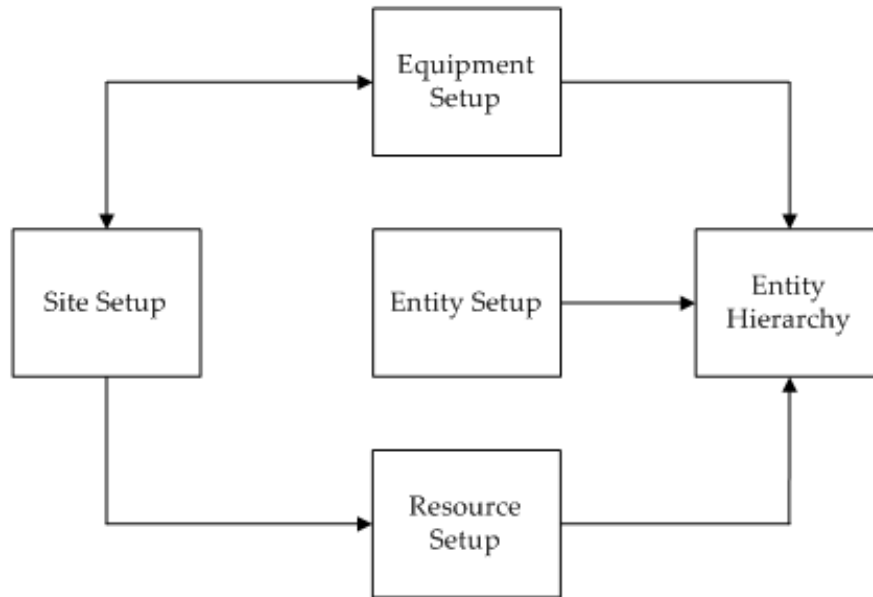 Equipment
Setup
Site Setup
Entity Setup
Entity
Hierarchy
Resource
Setup